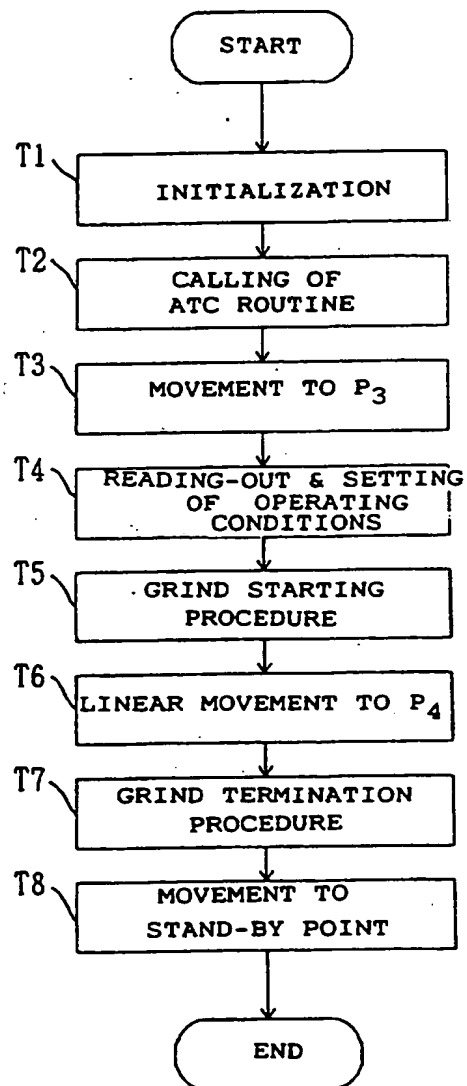 START
T1
INITIALIZATION
T2
CALLING OF
ATC ROUTINE
T3
MOVEMENT TO P3
T4
READING-OUT & SETTING
OF OPERATING
CONDITIONS
T5
GRIND STARTING
PROCEDURE
T6
LINEAR MOVEMENT TO P4
T7
GRIND TERMINATION
PROCEDURE
T8
MOVEMENT TO
STAND-BY POINT
END